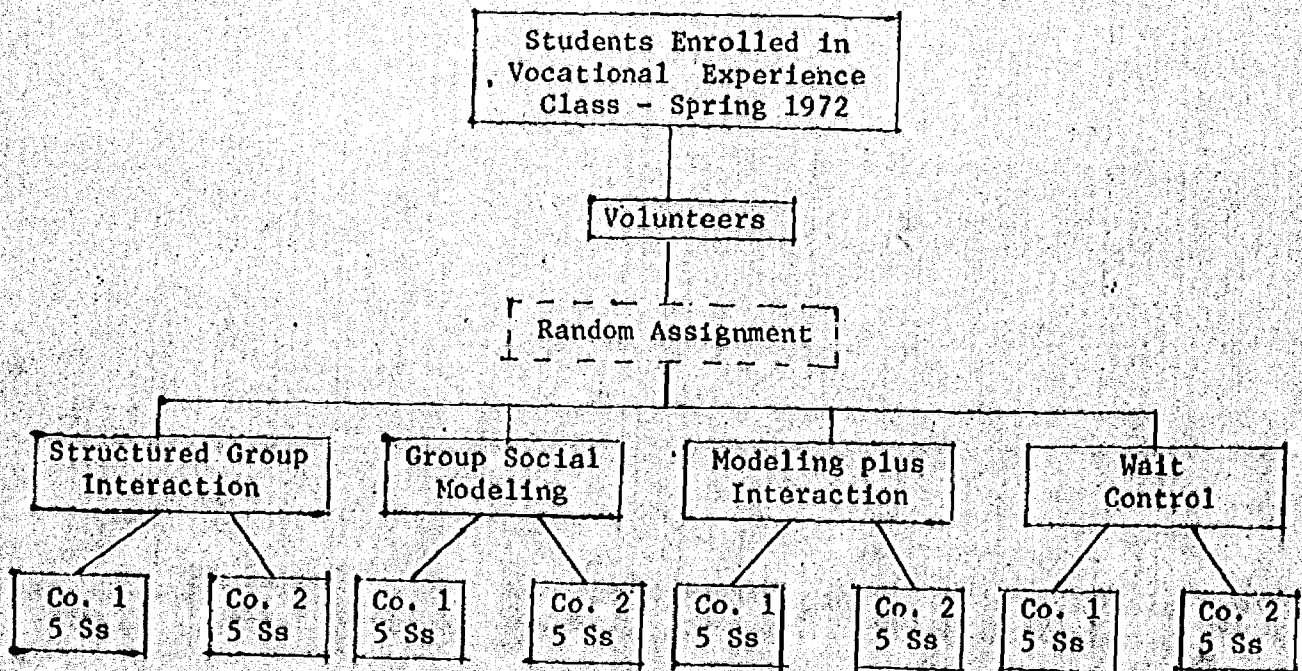 Students Enrolled in
Vocational Experience
Class - Spring 1972
Volunteers
Random Assignment
Structured Group
Interaction
Group Social
Modeling
Modeling plus
Interaction
Wait
Control
Co. 1
5 Ss
Co. 2
5 Ss
Co. 1
5 Ss
Co. 2
5 Ss
Co. 1
5 Ss
Co. 2
5 Ss
Co. 1
5 Ss
Co. 2
5 Ss